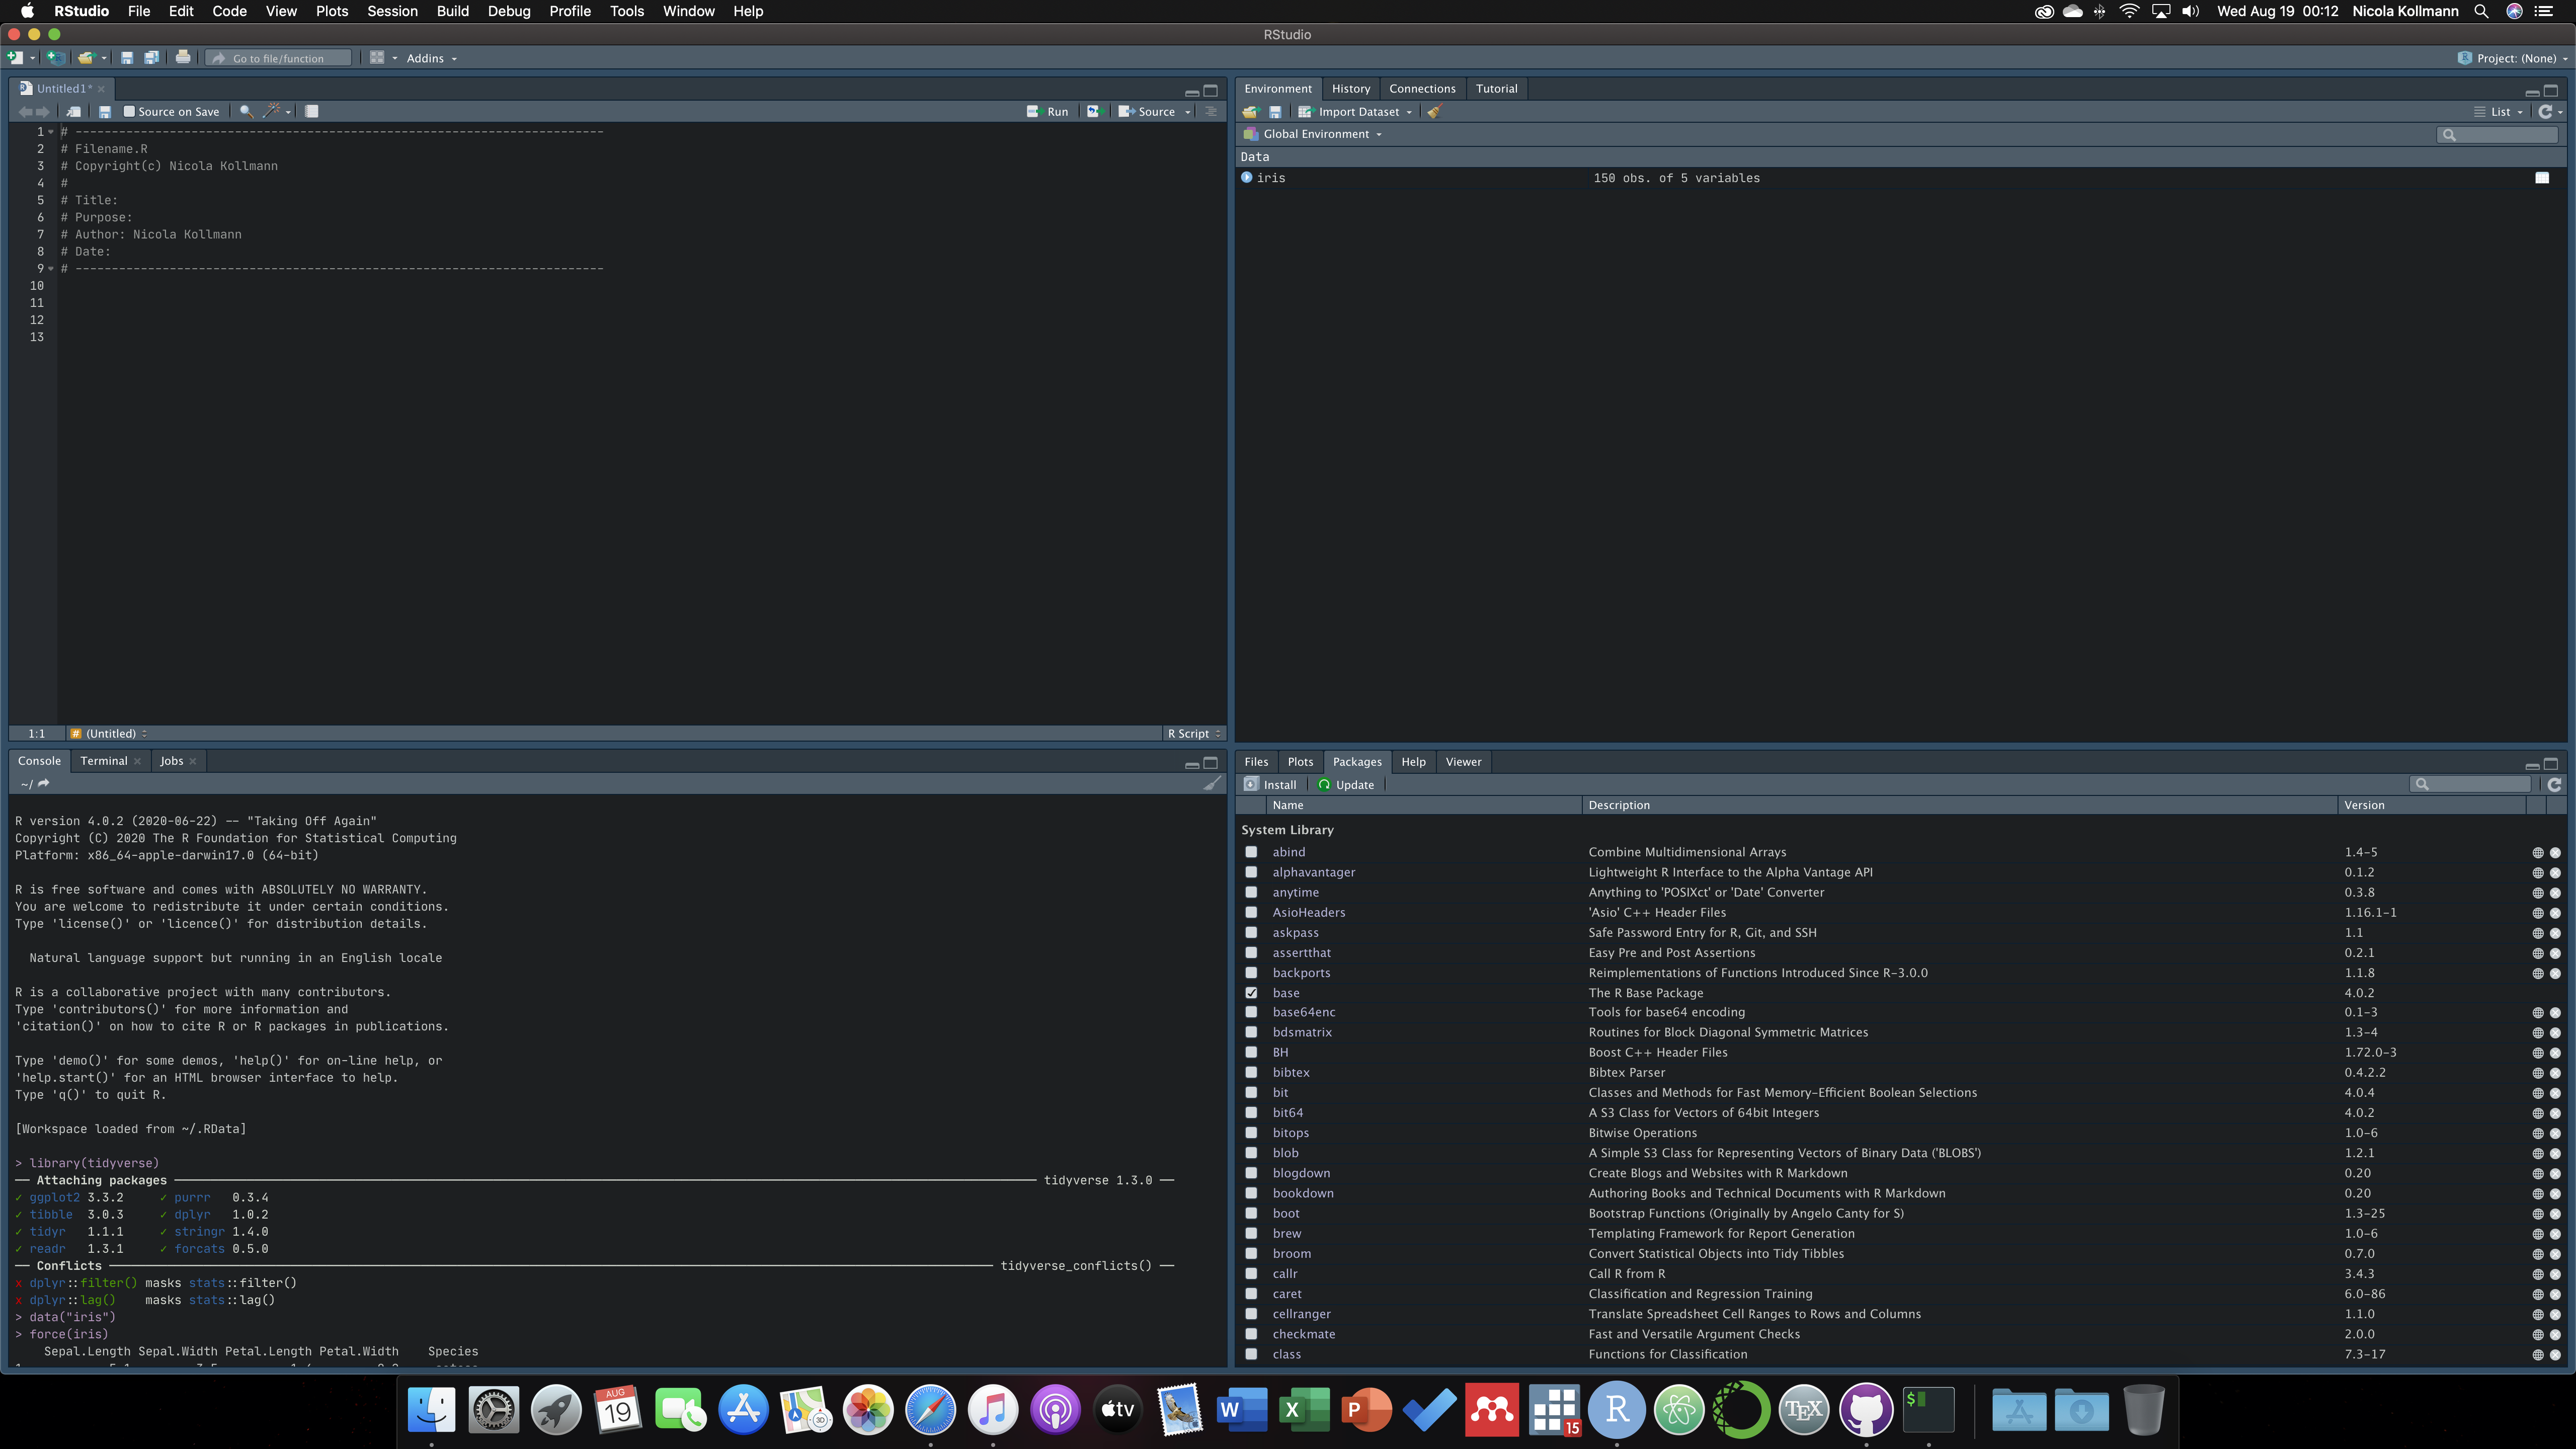 RStudio File Edit Code View Plots Session Build Debug Profile Tools Window Help Wed Aug 19 00:12 Nicola Kollmann
RStudio
Go to file/function Addins Project: (None)
Untitled1*
Source on Save Run Source
1 # -------------------------------------------------------------------------
2 # Filename.R
3 # Copyright(c) Nicola Kollmann
4 #
5 # Title:
6 # Purpose:
7 # Author: Nicola Kollmann
8 # Date:
9 # -------------------------------------------------------------------------
10
11
12
13
1:1 # (Untitled) R Script
Environment History Connections Tutorial
Import Dataset List
Global Environment
Data
iris 150 obs. of 5 variables
Console Terminal Jobs
~/
R version 4.0.2 (2020-06-22) -- "Taking Off Again"
Copyright (C) 2020 The R Foundation for Statistical Computing
Platform: x86_64-apple-darwin17.0 (64-bit)
R is free software and comes with ABSOLUTELY NO WARRANTY.
You are welcome to redistribute it under certain conditions.
Type 'license()' or 'licence()' for distribution details.
Natural language support but running in an English locale
R is a collaborative project with many contributors.
Type 'contributors()' for more information and
'citation()' on how to cite R or R packages in publications.
Type 'demo()' for some demos, 'help()' for on-line help, or
'help.start()' for an HTML browser interface to help.
Type 'q()' to quit R.
[Workspace loaded from ~/.RData]
> library(tidyverse)
── Attaching packages ── tidyverse 1.3.0 ──
✓ ggplot2 3.3.2 ✓ purrr 0.3.4
✓ tibble 3.0.3 ✓ dplyr 1.0.2
✓ tidyr 1.1.1 ✓ stringr 1.4.0
✓ readr 1.3.1 ✓ forcats 0.5.0
── Conflicts ── tidyverse_conflicts() ──
x dplyr::filter() masks stats::filter()
x dplyr::lag() masks stats::lag()
> data("iris")
> force(iris)
Sepal.Length Sepal.Width Petal.Length Petal.Width Species
Files Plots Packages Help Viewer
Install Update
Name Description Version
System Library
abind Combine Multidimensional Arrays 1.4-5
alphavantager Lightweight R Interface to the Alpha Vantage API 0.1.2
anytime Anything to 'POSIXct' or 'Date' Converter 0.3.8
AsioHeaders 'Asio' C++ Header Files 1.16.1-1
askpass Safe Password Entry for R, Git, and SSH 1.1
assertthat Easy Pre and Post Assertions 0.2.1
backports Reimplementations of Functions Introduced Since R-3.0.0 1.1.8
base The R Base Package 4.0.2
base64enc Tools for base64 encoding 0.1-3
bdsmatrix Routines for Block Diagonal Symmetric Matrices 1.3-4
BH Boost C++ Header Files 1.72.0-3
bibtex Bibtex Parser 0.4.2.2
bit Classes and Methods for Fast Memory-Efficient Boolean Selections 4.0.4
bit64 A S3 Class for Vectors of 64bit Integers 4.0.2
bitops Bitwise Operations 1.0-6
blob A Simple S3 Class for Representing Vectors of Binary Data ('BLOBS') 1.2.1
blogdown Create Blogs and Websites with R Markdown 0.20
bookdown Authoring Books and Technical Documents with R Markdown 0.20
boot Bootstrap Functions (Originally by Angelo Canty for S) 1.3-25
brew Templating Framework for Report Generation 1.0-6
broom Convert Statistical Objects into Tidy Tibbles 0.7.0
callr Call R from R 3.4.3
caret Classification and Regression Training 6.0-86
cellranger Translate Spreadsheet Cell Ranges to Rows and Columns 1.1.0
checkmate Fast and Versatile Argument Checks 2.0.0
class Functions for Classification 7.3-17
AUG 19 30 tv W X P 15 R TEX $